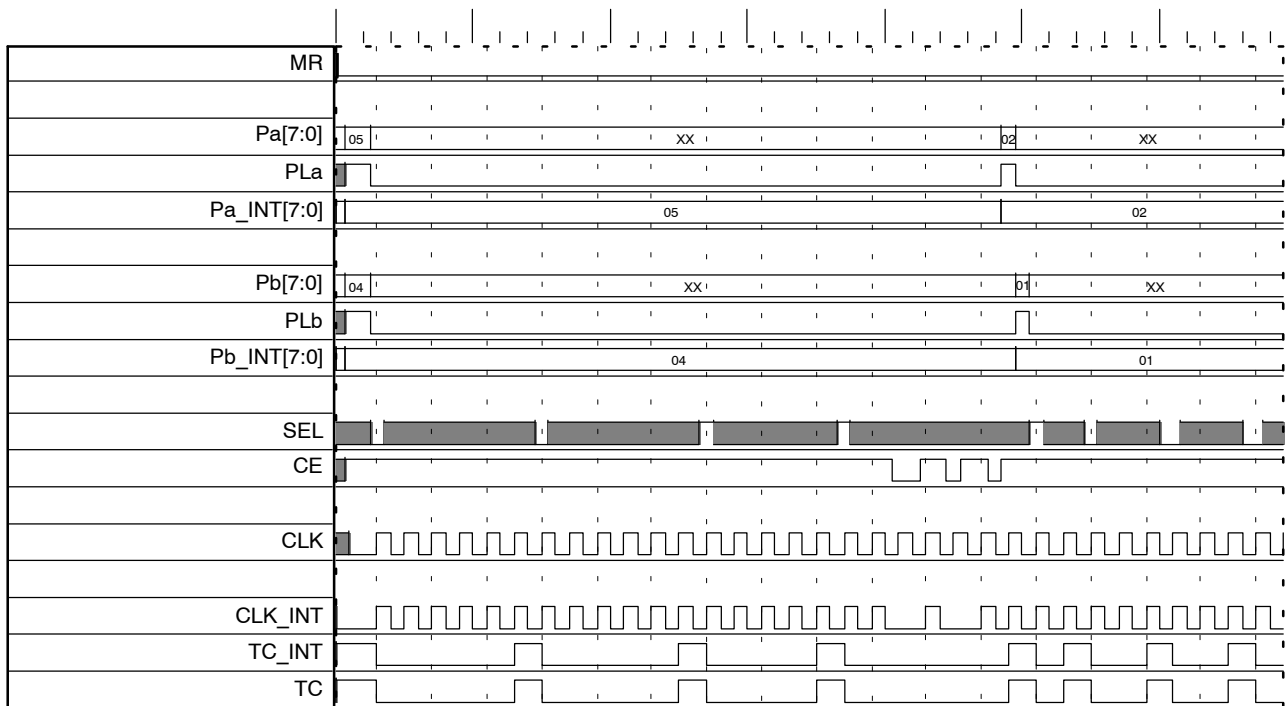 MR
Pa[7:0] 05 XX 02 XX
PLa
Pa_INT[7:0] 05 02
Pb[7:0] 04 XX 01 XX
PLb
Pb_INT[7:0] 04 01
SEL
CE
CLK
CLK_INT
TC_INT
TC